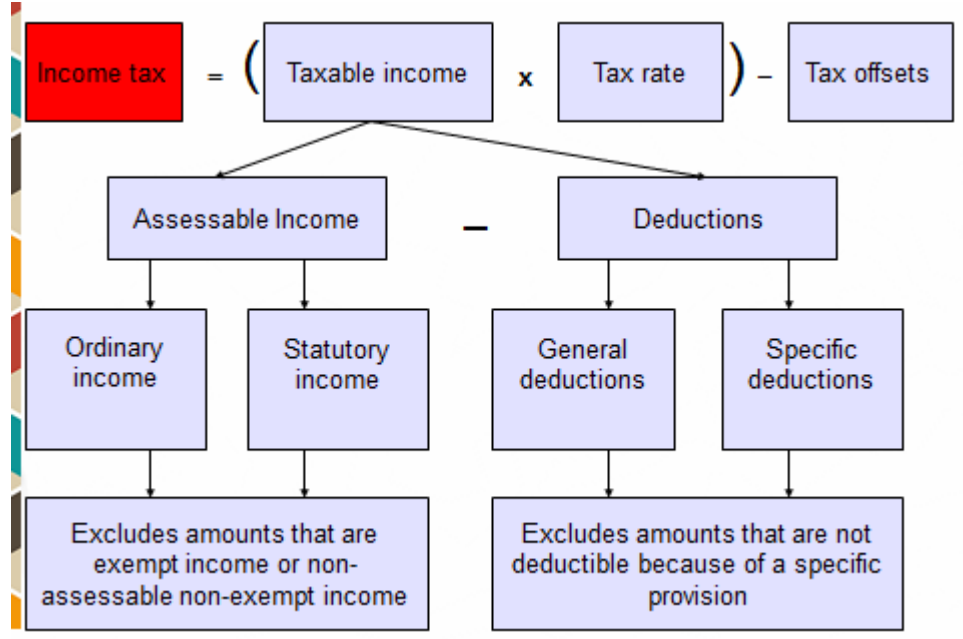 Income tax = ( Taxable income x Tax rate ) – Tax offsets
Assessable Income – Deductions
Ordinary
income
Statutory
income
General
deductions
Specific
deductions
Excludes amounts that are
exempt income or non-
assessable non-exempt income
Excludes amounts that are not
deductible because of a specific
provision